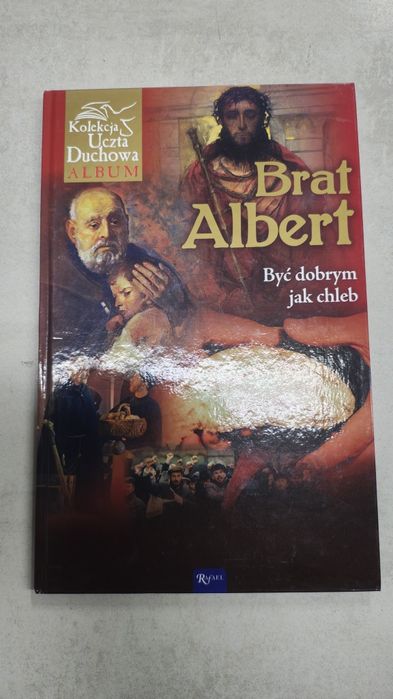 Kolekcja
Uczta
Duchowa
ALBUM
Brat
Albert
Być dobrym
jak chleb
RAFAEL